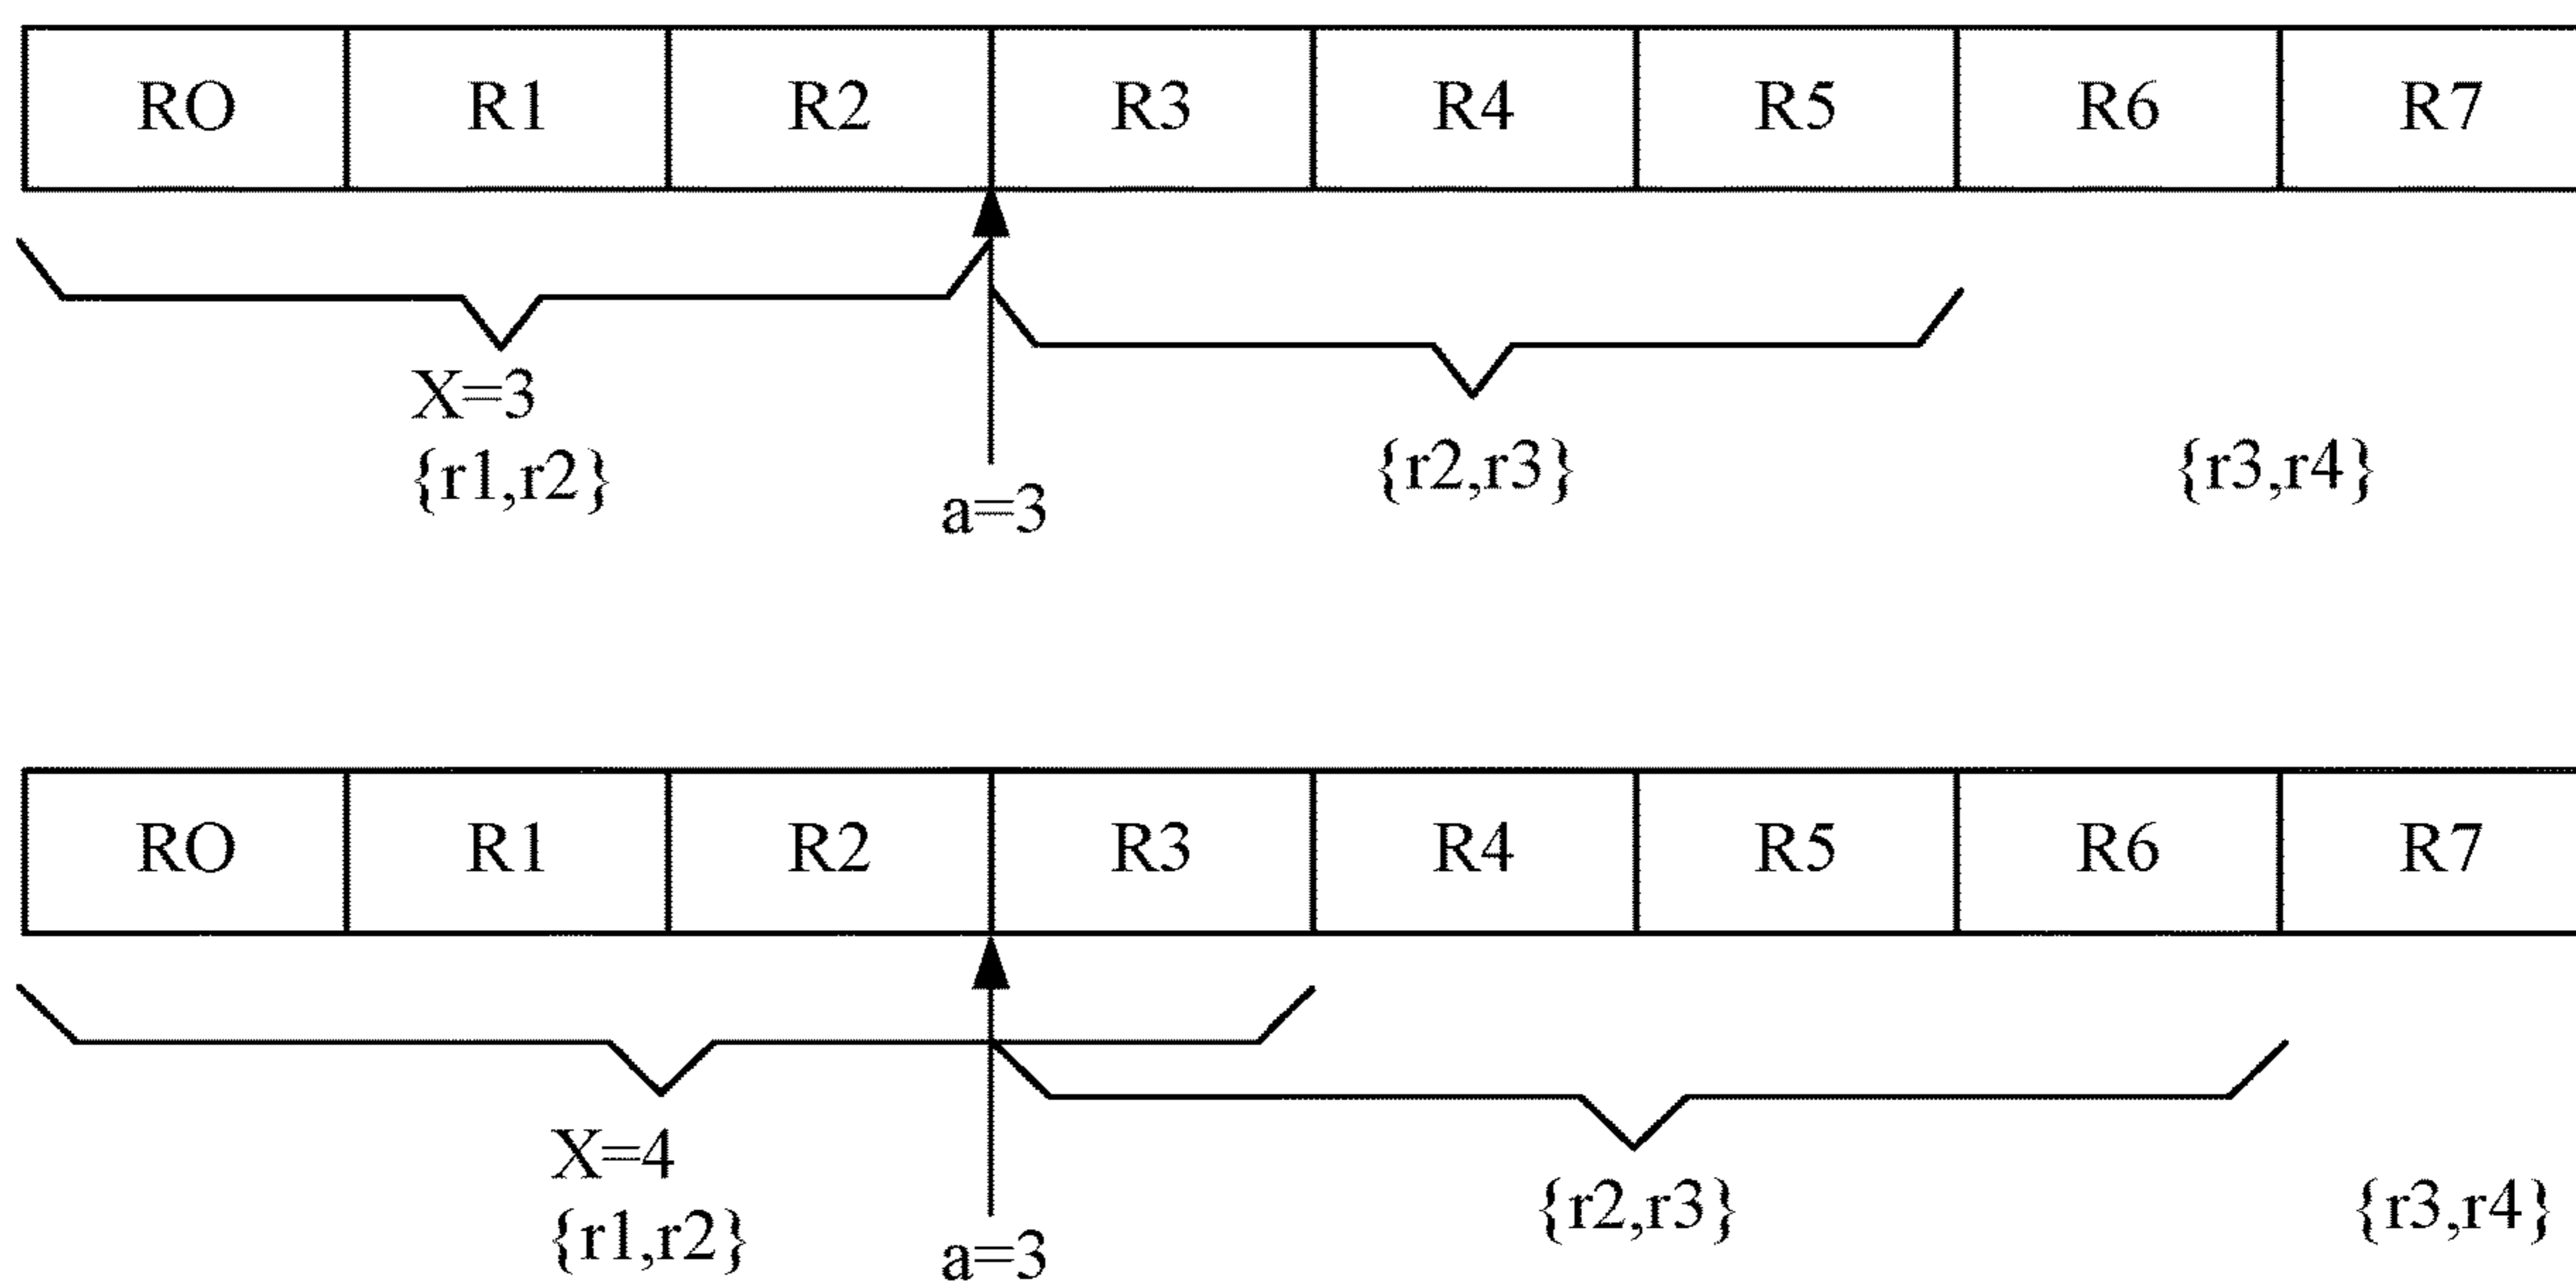 RO R1 R2 R3 R4 R5 R6 R7
X=3
{r1,r2}
a=3
{r2,r3}
{r3,r4}
RO R1 R2 R3 R4 R5 R6 R7
X=4
{r1,r2}
a=3
{r2,r3}
{r3,r4}